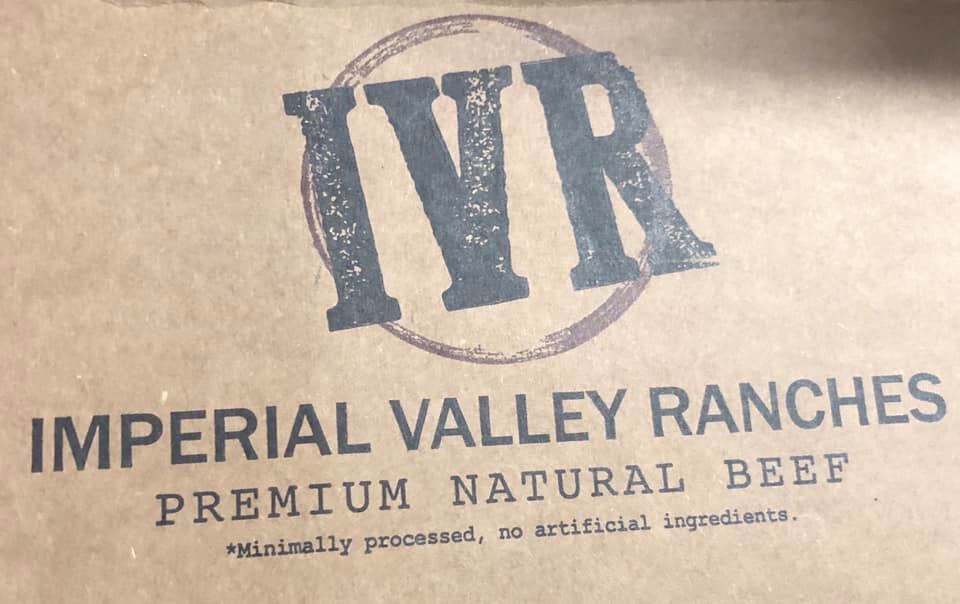 IVR
IMPERIAL VALLEY RANCHES
PREMIUM NATURAL BEEF
*Minimally processed, no artificial ingredients.